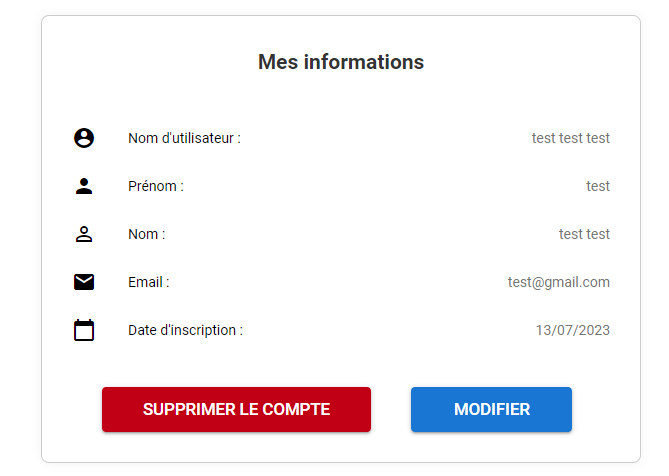 Mes informations
Nom d'utilisateur : test test test
Prénom : test
Nom : test test
Email : test@gmail.com
Date d'inscription : 13/07/2023
SUPPRIMER LE COMPTE MODIFIER